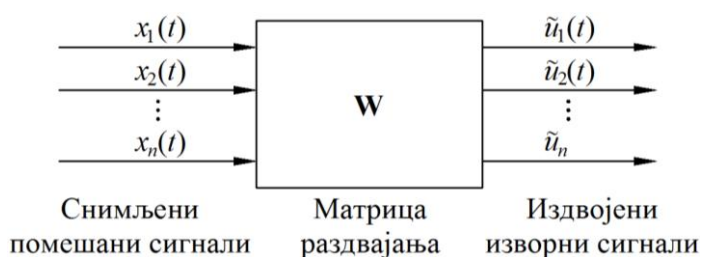 x₁(t)
x₂(t)
⋮
xₙ(t)
W
ũ₁(t)
ũ₂(t)
⋮
ũₙ
Снимљени
помешани сигнали
Матрица
раздвајања
Издвојени
изворни сигнали